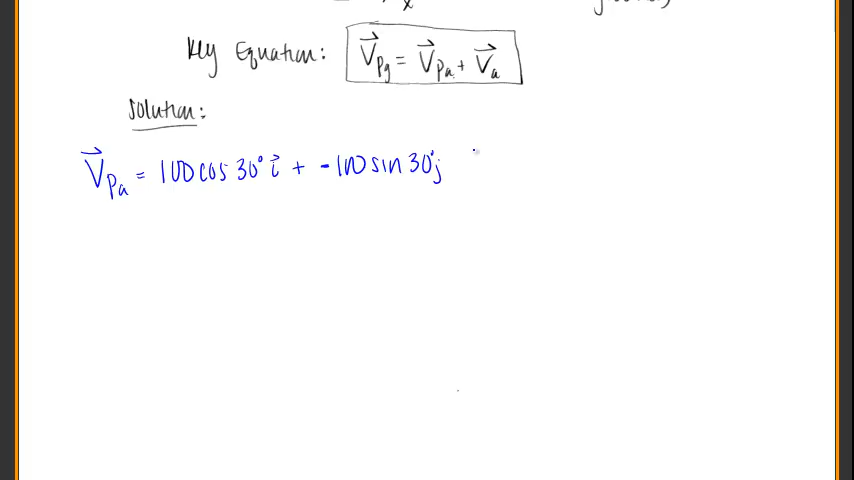 x
Key Equation: V⃗Pg = V⃗Pa + V⃗a
Solution:
V⃗Pa = 100 cos 30° i⃗ + -100 sin 30° j